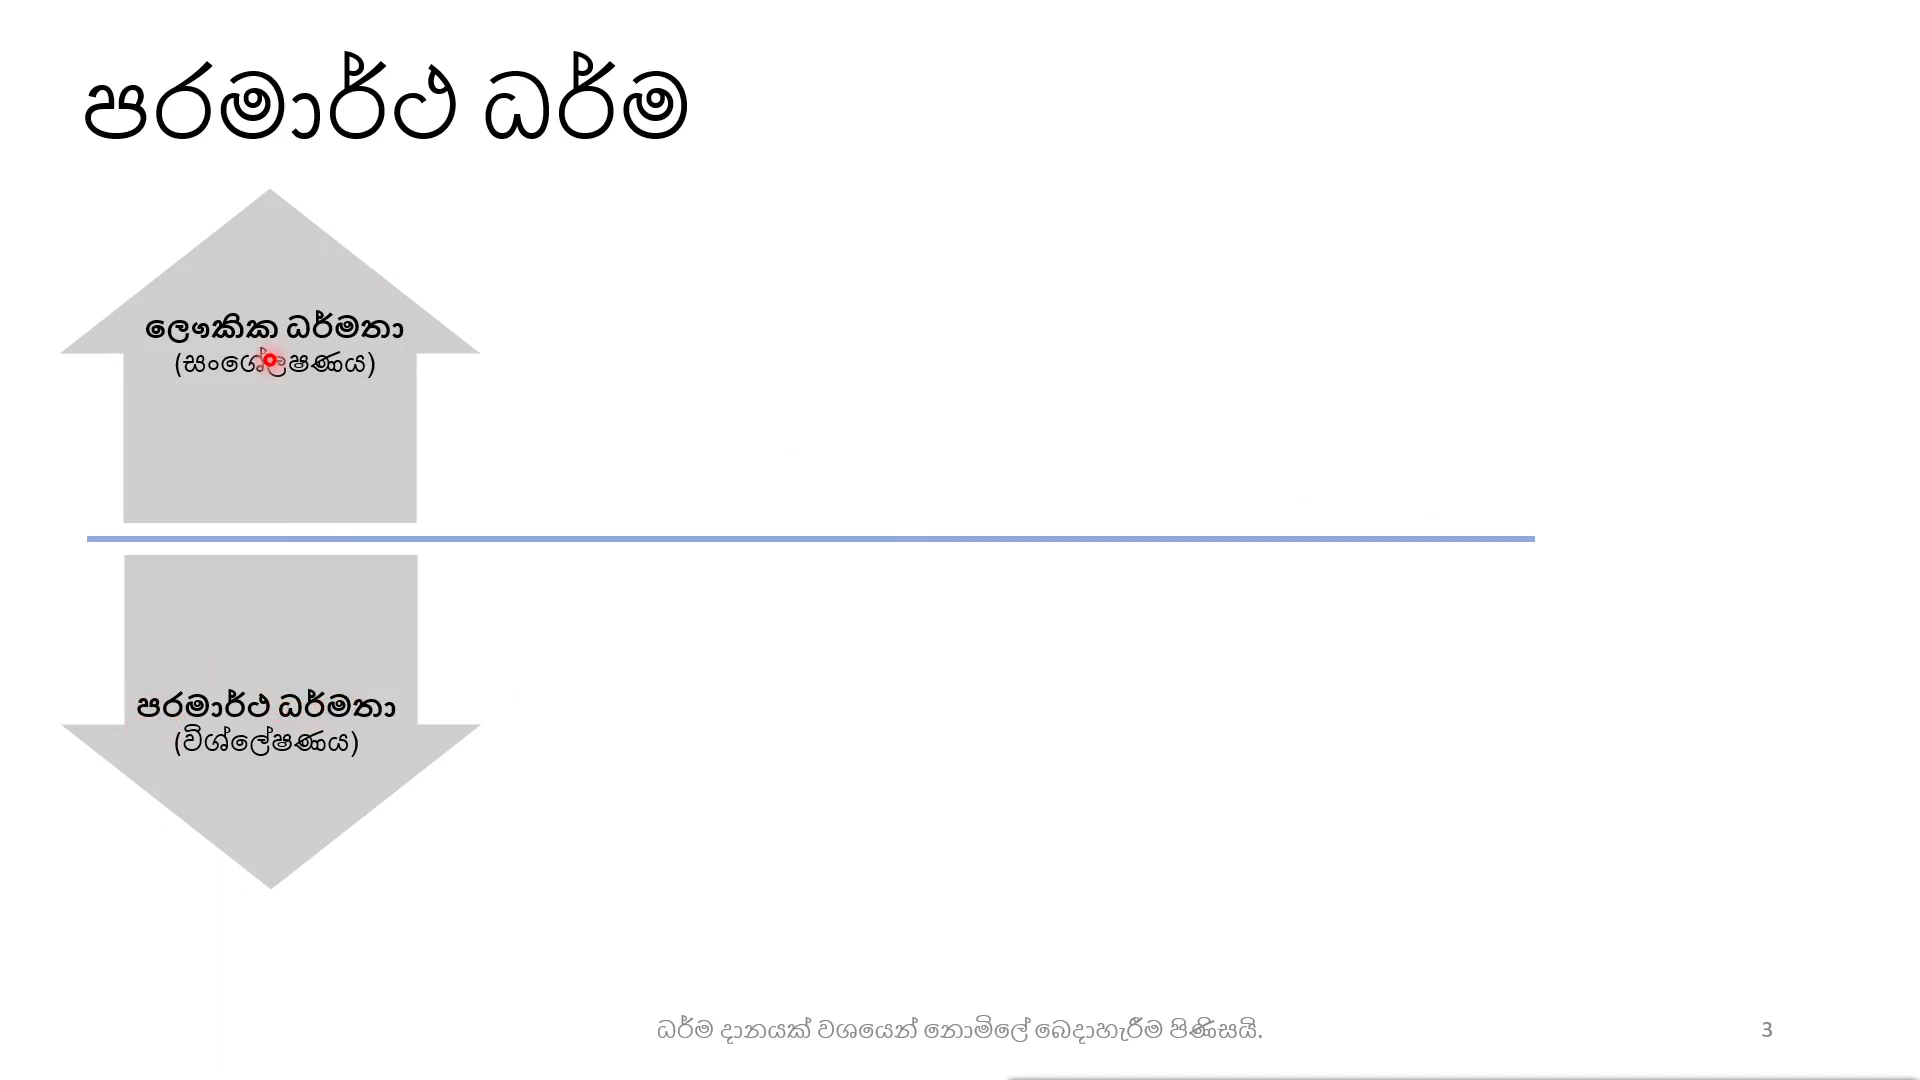 පරමාර්ථ ධර්ම
ලෞකික ධර්මතා
(සංශ්ලේෂණය)
පරමාර්ථ ධර්මතා
(විශ්ලේෂණය)
ධර්ම දානයක් වශයෙන් නොමිලේ බෙදාහැරීම පිණිසයි.
3